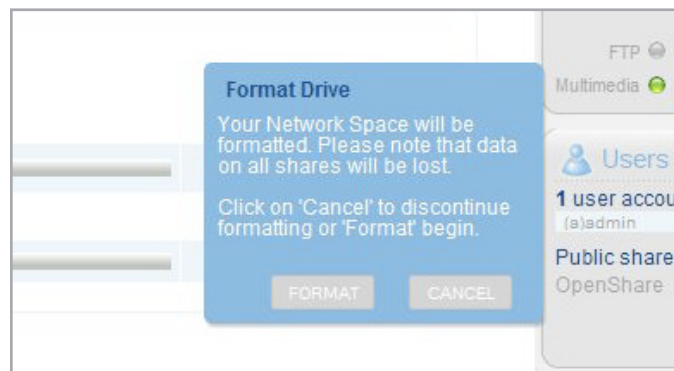 Format Drive
Your Network Space will be
formatted. Please note that data
on all shares will be lost.
Click on 'Cancel' to discontinue
formatting or 'Format' begin.
FORMAT
CANCEL
FTP
Multimedia
Users
1 user accou
(a)admin
Public share
OpenShare